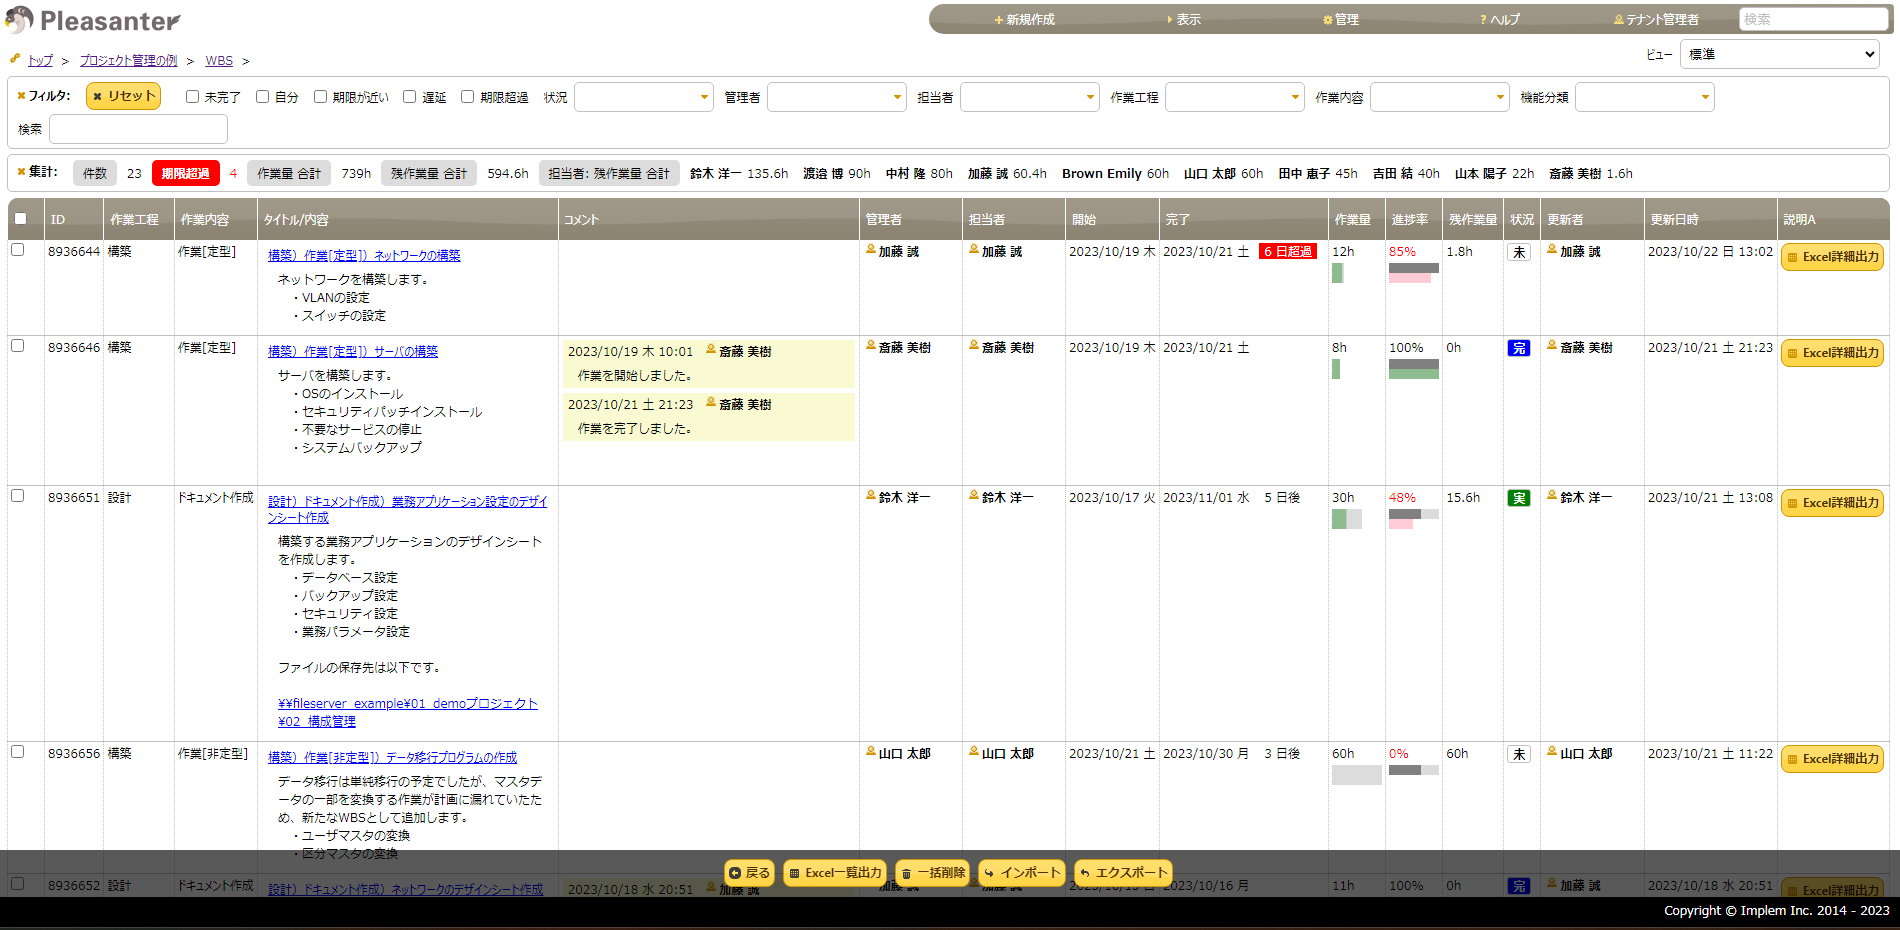 Pleasanter
新規作成 表示 管理 ? ヘルプ テナント管理者 検索
トップ > プロジェクト管理の例 > WBS >
ビュー 標準
フィルタ: リセット 未完了 自分 期限が近い 遅延 期限超過 状況 管理者 担当者 作業工程 作業内容 機能分類
検索
集計: 件数 23 期限超過 4 作業量 合計 739h 残作業量 合計 594.6h 担当者: 残作業量 合計 鈴木 洋一 135.6h 渡邉 博 90h 中村 隆 80h 加藤 誠 60.4h Brown Emily 60h 山口 太郎 60h 田中 恵子 45h 吉田 結 40h 山本 陽子 22h 斎藤 美樹 1.6h
ID 作業工程 作業内容 タイトル/内容 コメント 管理者 担当者 開始 完了 作業量 進捗率 残作業量 状況 更新者 更新日時 説明A
8936644 構築 作業[定型] 構築）作業[定型]）ネットワークの構築 加藤 誠 加藤 誠 2023/10/19 木 2023/10/21 土 6 日超過 12h 85% 1.8h 未 加藤 誠 2023/10/22 日 13:02 Excel詳細出力
ネットワークを構築します。
・VLANの設定
・スイッチの設定
8936646 構築 作業[定型] 構築）作業[定型]）サーバの構築 2023/10/19 木 10:01 斎藤 美樹 斎藤 美樹 斎藤 美樹 2023/10/19 木 2023/10/21 土 8h 100% 0h 完 斎藤 美樹 2023/10/21 土 21:23 Excel詳細出力
サーバを構築します。 作業を開始しました。
・OSのインストール
・セキュリティパッチインストール 2023/10/21 土 21:23 斎藤 美樹
・不要なサービスの停止 作業を完了しました。
・システムバックアップ
8936651 設計 ドキュメント作成 設計）ドキュメント作成）業務アプリケーション設定のデザイ 鈴木 洋一 鈴木 洋一 2023/10/17 火 2023/11/01 水 5 日後 30h 48% 15.6h 実 鈴木 洋一 2023/10/21 土 13:08 Excel詳細出力
ンシート作成
構築する業務アプリケーションのデザインシート
を作成します。
・データベース設定
・バックアップ設定
・セキュリティ設定
・業務パラメータ設定
ファイルの保存先は以下です。
¥¥fileserver_example¥01_demoプロジェクト
¥02_構成管理
8936656 構築 作業[非定型] 構築）作業[非定型]）データ移行プログラムの作成 山口 太郎 山口 太郎 2023/10/21 土 2023/10/30 月 3 日後 60h 0% 60h 未 山口 太郎 2023/10/21 土 11:22 Excel詳細出力
データ移行は単純移行の予定でしたが、マスタデ
ータの一部を変換する作業が計画に漏れていたた
め、新たなWBSとして追加します。
・ユーザマスタの変換
・区分マスタの変換
戻る Excel一覧出力 一括削除 インポート エクスポート
8936652 設計 ドキュメント作成 設計）ドキュメント作成）ネットワークのデザインシート作成 2023/10/18 水 20:51 加藤 誠 2023/10/16 月 11h 100% 0h 完 加藤 誠 2023/10/18 水 20:51 Excel詳細出力
Copyright © Implem Inc. 2014 - 2023